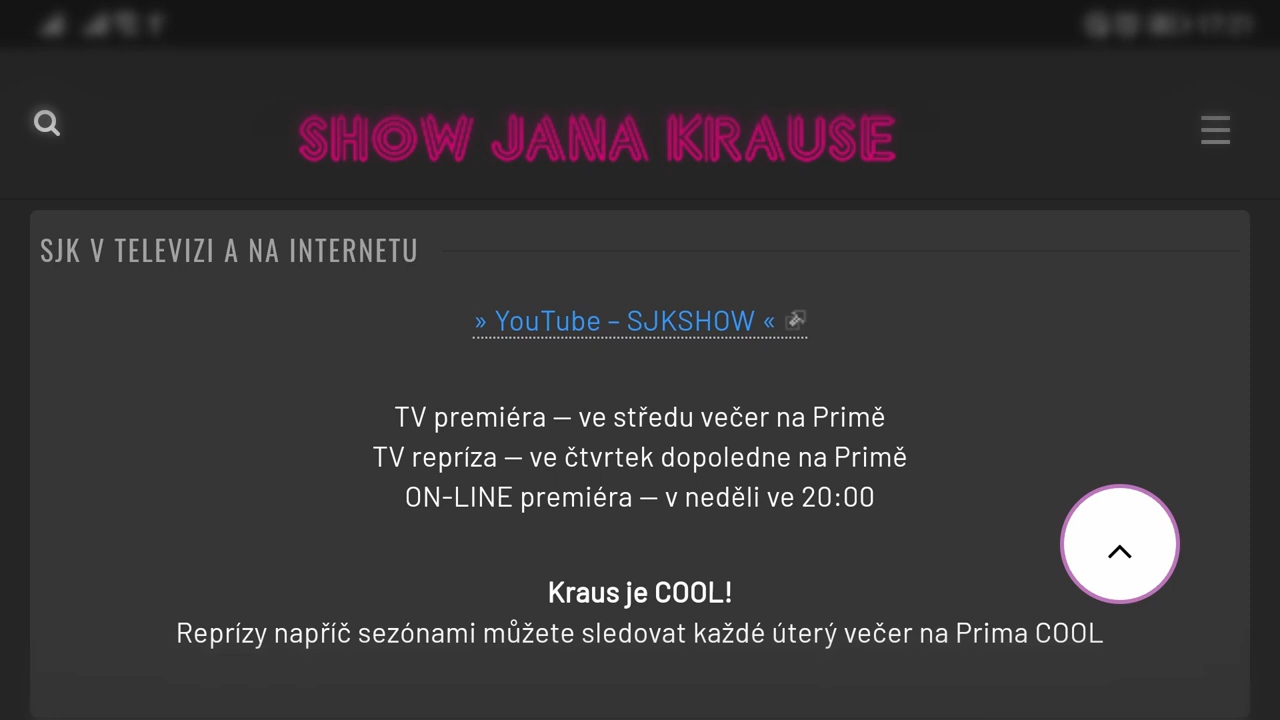 SHOW JANA KRAUSE
SJK V TELEVIZI A NA INTERNETU
» YouTube – SJKSHOW «
TV premiéra — ve středu večer na Primě
TV repríza — ve čtvrtek dopoledne na Primě
ON-LINE premiéra — v neděli ve 20:00
Kraus je COOL!
Reprízy napříč sezónami můžete sledovat každé úterý večer na Prima COOL